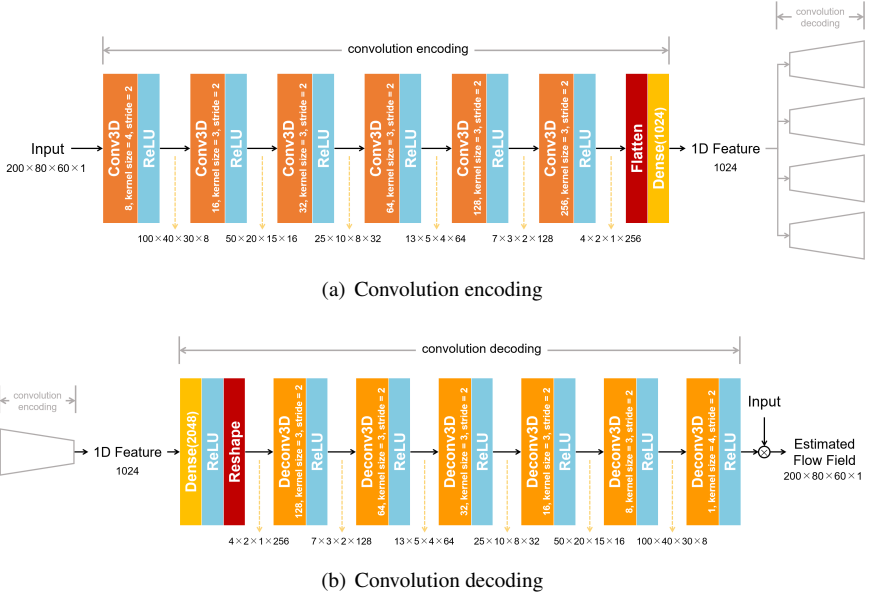 convolution
decoding
convolution encoding
Input
200×80×60×1
Conv3D
8, kernel size = 4, stride = 2
ReLU
Conv3D
16, kernel size = 3, stride = 2
ReLU
Conv3D
32, kernel size = 3, stride = 2
ReLU
Conv3D
64, kernel size = 3, stride = 2
ReLU
Conv3D
128, kernel size = 3, stride = 2
ReLU
Conv3D
256, kernel size = 3, stride = 2
ReLU
Flatten
Dense(1024)
1D Feature
1024
100×40×30×8
50×20×15×16
25×10×8×32
13×5×4×64
7×3×2×128
4×2×1×256
(a) Convolution encoding
convolution decoding
convolution
encoding
1D Feature
1024
Dense(2048)
ReLU
Reshape
Deconv3D
128, kernel size = 3, stride = 2
ReLU
Deconv3D
64, kernel size = 3, stride = 2
ReLU
Deconv3D
32, kernel size = 3, stride = 2
ReLU
Deconv3D
16, kernel size = 3, stride = 2
ReLU
Deconv3D
8, kernel size = 3, stride = 2
ReLU
Deconv3D
1, kernel size = 4, stride = 2
ReLU
Input
Estimated
Flow Field
200×80×60×1
4×2×1×256
7×3×2×128
13×5×4×64
25×10×8×32
50×20×15×16
100×40×30×8
(b) Convolution decoding